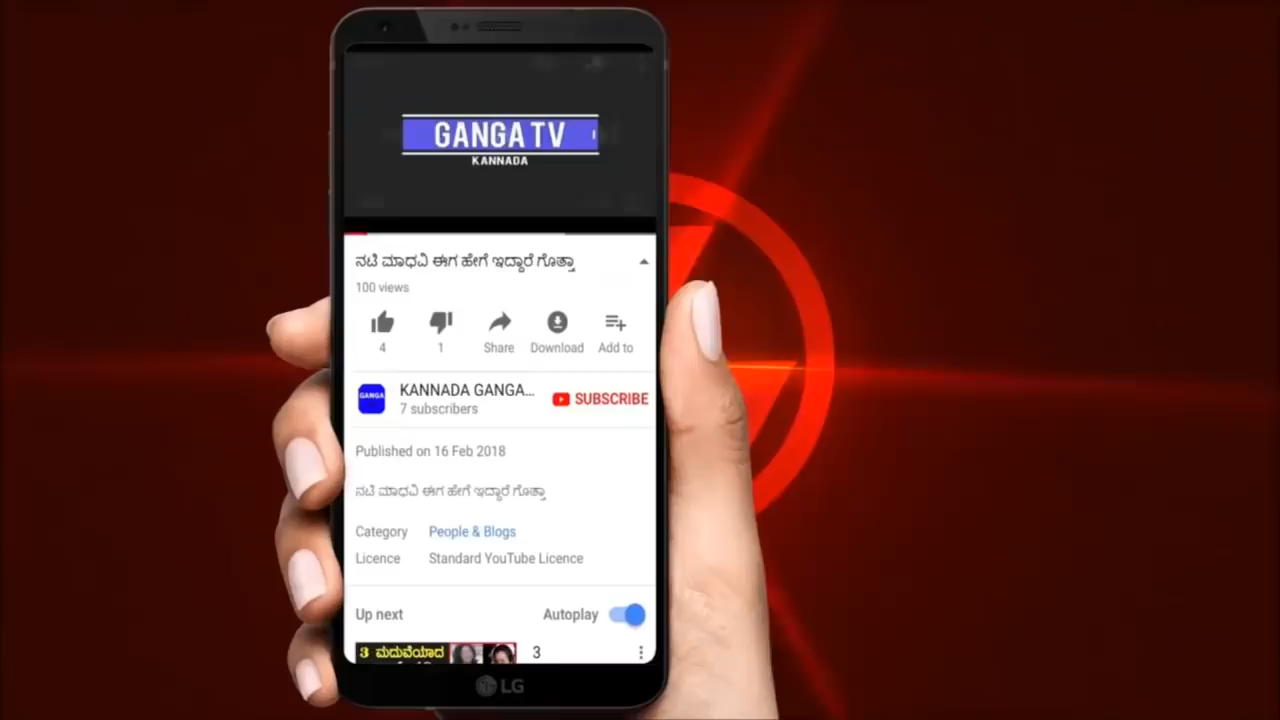 GANGA TV
KANNADA
ನಟಿ ಮಾಧವಿ ಈಗ ಹೇಗೆ ಇದ್ದಾರೆ ಗೊತ್ತಾ
100 views
4
1
Share
Download
Add to
GANGA
KANNADA GANGA...
7 subscribers
SUBSCRIBE
Published on 16 Feb 2018
ನಟಿ ಮಾಧವಿ ಈಗ ಹೇಗೆ ಇದ್ದಾರೆ ಗೊತ್ತಾ
Category People & Blogs
Licence Standard YouTube Licence
Up next Autoplay
3 ಮದುವೆಯಾದ
3
LG